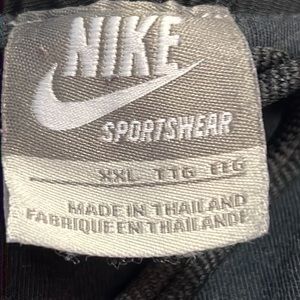 NIKE
SPORTSWEAR
XXL TTG EEG
MADE IN THAILAND
FABRIQUE EN THAILANDE